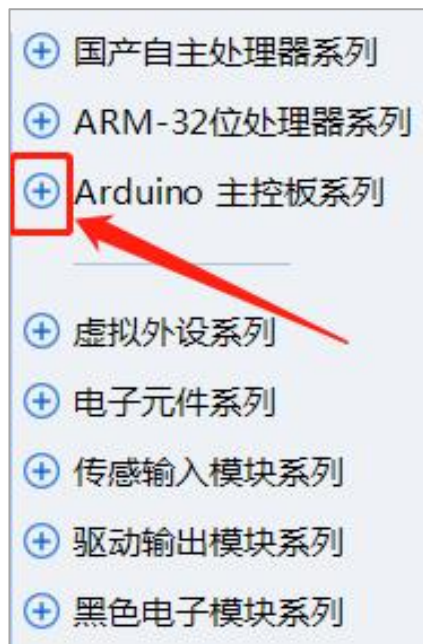 国产自主处理器系列
ARM-32位处理器系列
Arduino 主控板系列
虚拟外设系列
电子元件系列
传感输入模块系列
驱动输出模块系列
黑色电子模块系列